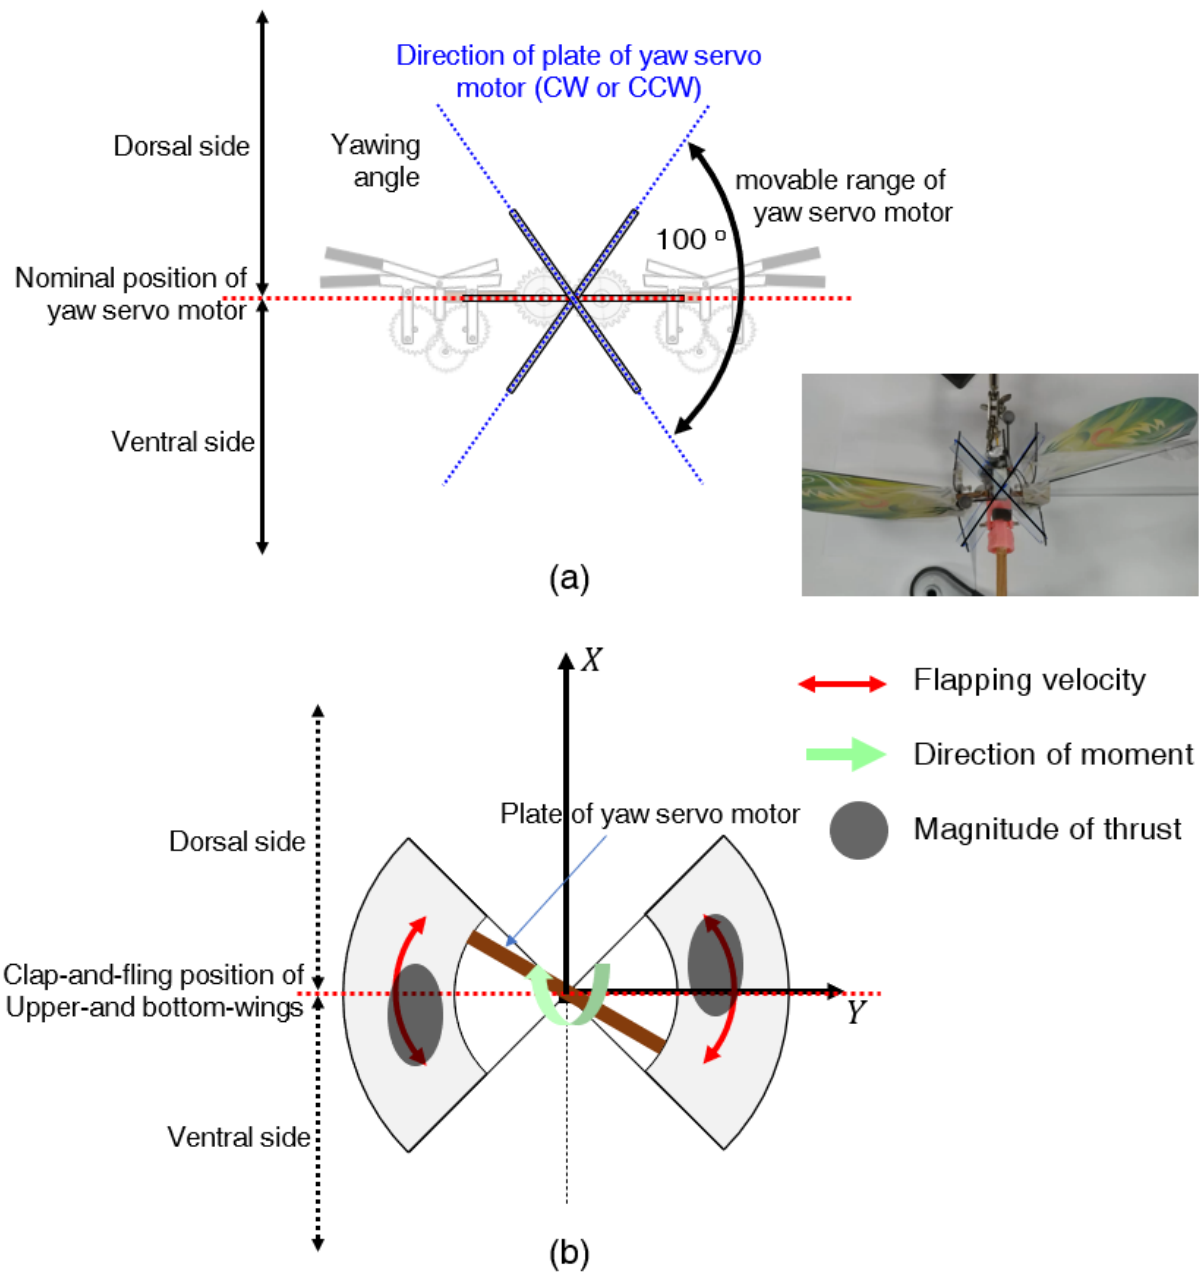 Direction of plate of yaw servo
motor (CW or CCW)
Dorsal side
Yawing
angle
movable range of
yaw servo motor
100 °
Nominal position of
yaw servo motor
Ventral side
(a)
X
Flapping velocity
Direction of moment
Plate of yaw servo motor
Magnitude of thrust
Dorsal side
Clap-and-fling position of
Upper-and bottom-wings
Y
Ventral side
(b)